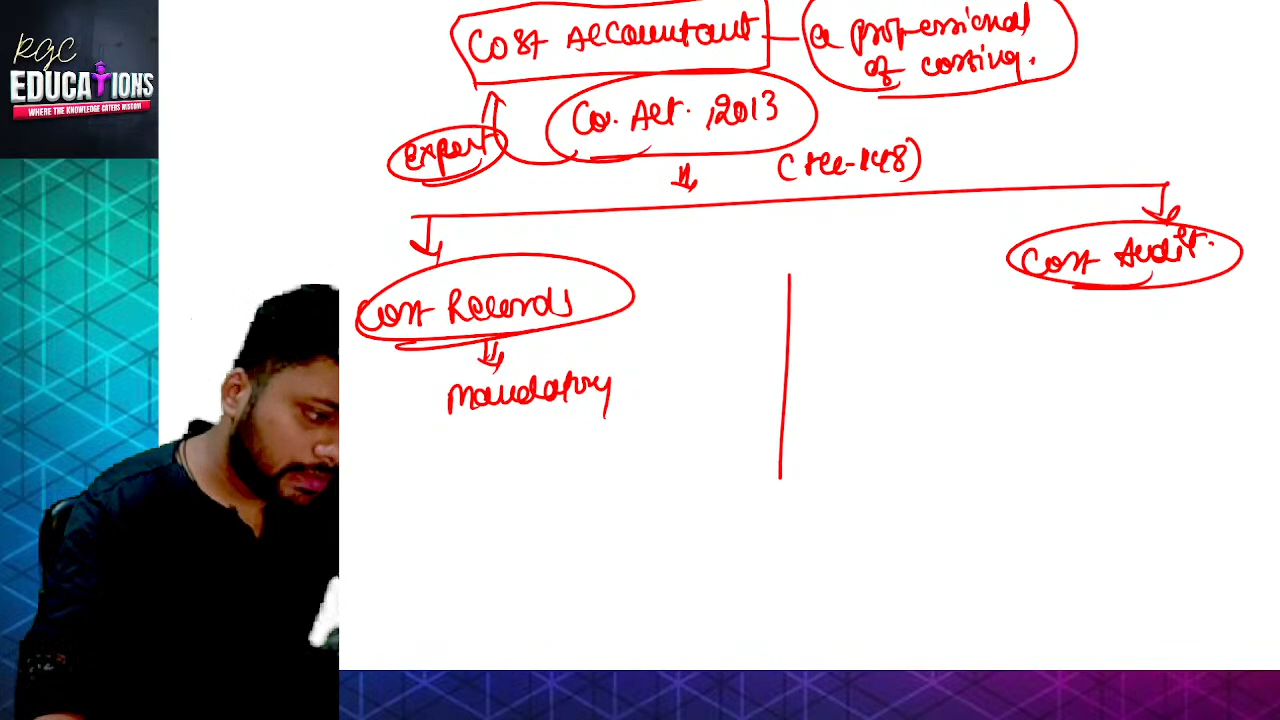 RGC
EDUCATIONS
WHERE THE KNOWLEDGE CATERS WISDOM
Cost Accountant - a professional
of costing.
Co. Act. ,2013
expert
(sec-148)
Cost Audit.
Cost Records
Mandatory